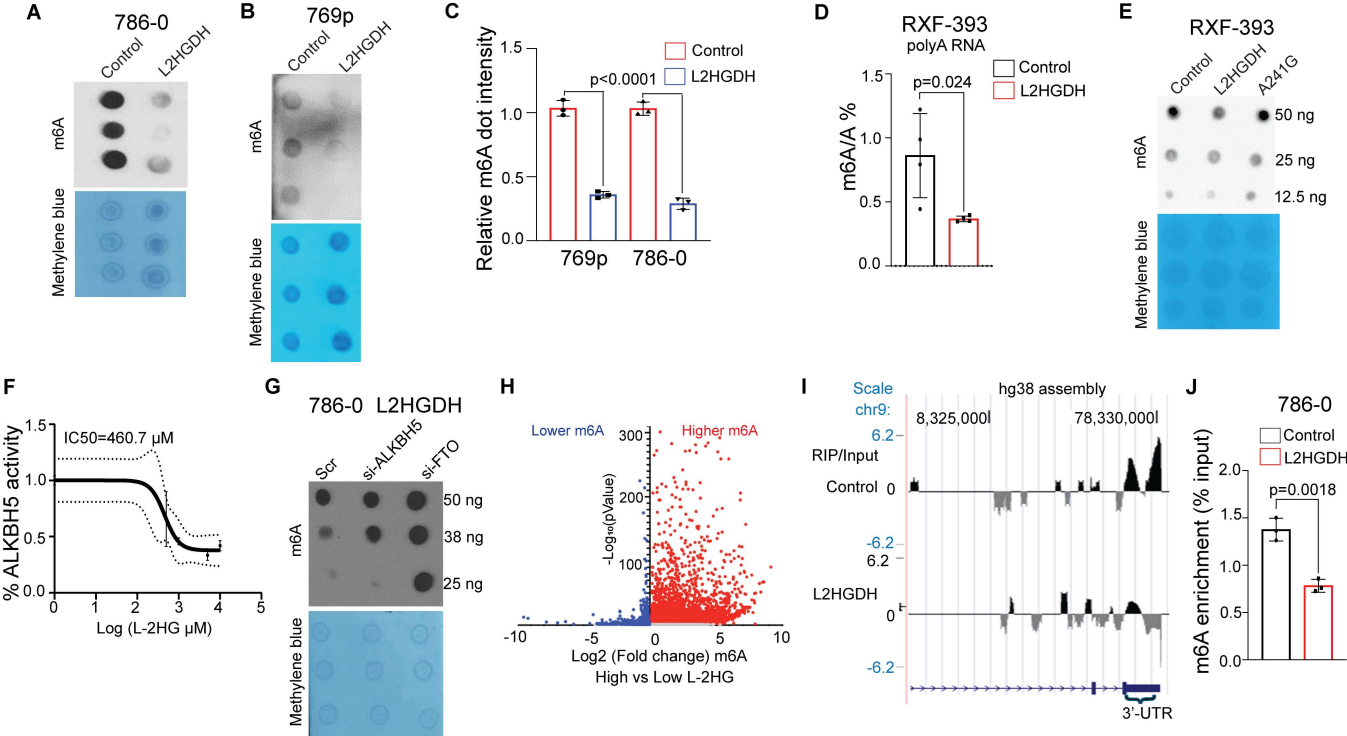 A
786-0
Control
L2HGDH
m6A
Methylene blue
B
769p
Control
L2HGDH
m6A
Methylene blue
C
Relative m6A dot intensity
1.5
1.0
0.5
0.0
Control
L2HGDH
p<0.0001
769p
786-0
D
RXF-393
polyA RNA
Control
L2HGDH
p=0.024
m6A/A %
1.5
1.0
0.5
0.0
E
RXF-393
Control
L2HGDH
A241G
m6A
50 ng
25 ng
12.5 ng
Methylene blue
F
% ALKBH5 activity
IC50=460.7 µM
1.5
1.0
0.5
0.0
0
1
2
3
4
5
Log (L-2HG µM)
G
786-0 L2HGDH
Scr
si-ALKBH5
si-FTO
m6A
50 ng
38 ng
25 ng
Methylene blue
H
Lower m6A
Higher m6A
-Log₁₀(pValue)
300
200
100
-10
-5
0
5
10
Log2 (Fold change) m6A
High vs Low L-2HG
I
Scale
chr9:
hg38 assembly
8,325,000l
78,330,000l
6.2
RIP/Input
Control
0
-6.2
6.2
L2HGDH
0
-6.2
3'-UTR
J
786-0
Control
L2HGDH
p=0.0018
m6A enrichment (% input)
2.0
1.5
1.0
0.5
0.0